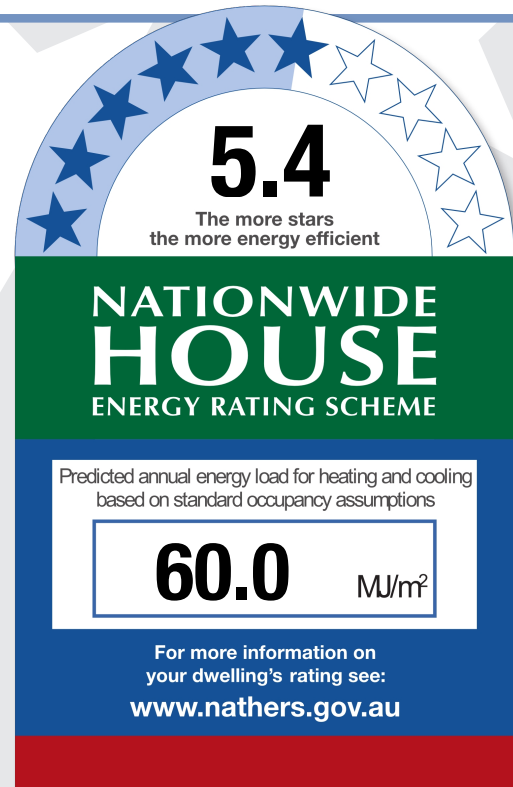 5.4
The more stars
the more energy efficient
NATIONWIDE
HOUSE
ENERGY RATING SCHEME
Predicted annual energy load for heating and cooling
based on standard occupancy assumptions
60.0 MJ/m²
For more information on
your dwelling's rating see:
www.nathers.gov.au